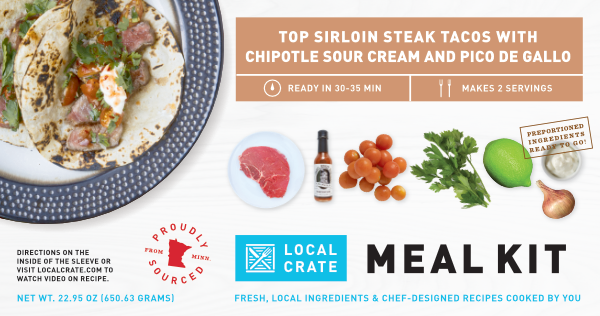 TOP SIRLOIN STEAK TACOS WITH
CHIPOTLE SOUR CREAM AND PICO DE GALLO
READY IN 30-35 MIN
MAKES 2 SERVINGS
PREPORTIONED
INGREDIENTS
READY TO GO!
DIRECTIONS ON THE
INSIDE OF THE SLEEVE OR
VISIT LOCALCRATE.COM TO
WATCH VIDEO ON RECIPE.
PROUDLY
FROM MINN.
SOURCED
LOCAL
CRATE
MEAL KIT
NET WT. 22.95 OZ (650.63 GRAMS)
FRESH, LOCAL INGREDIENTS & CHEF-DESIGNED RECIPES COOKED BY YOU